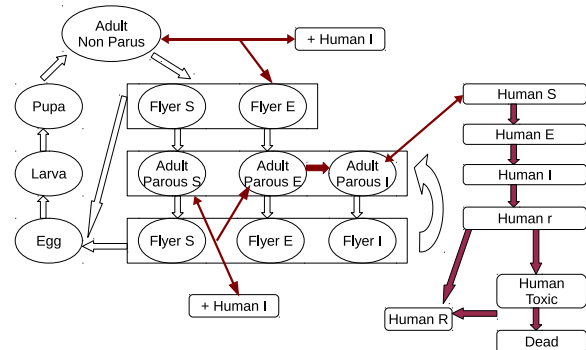 Adult
Non Parus
+ Human I
Pupa
Flyer S
Flyer E
Human S
Human E
Larva
Adult
Parous S
Adult
Parous E
Adult
Parous I
Human I
Human r
Egg
Flyer S
Flyer E
Flyer I
+ Human I
Human
Toxic
Human R
Dead